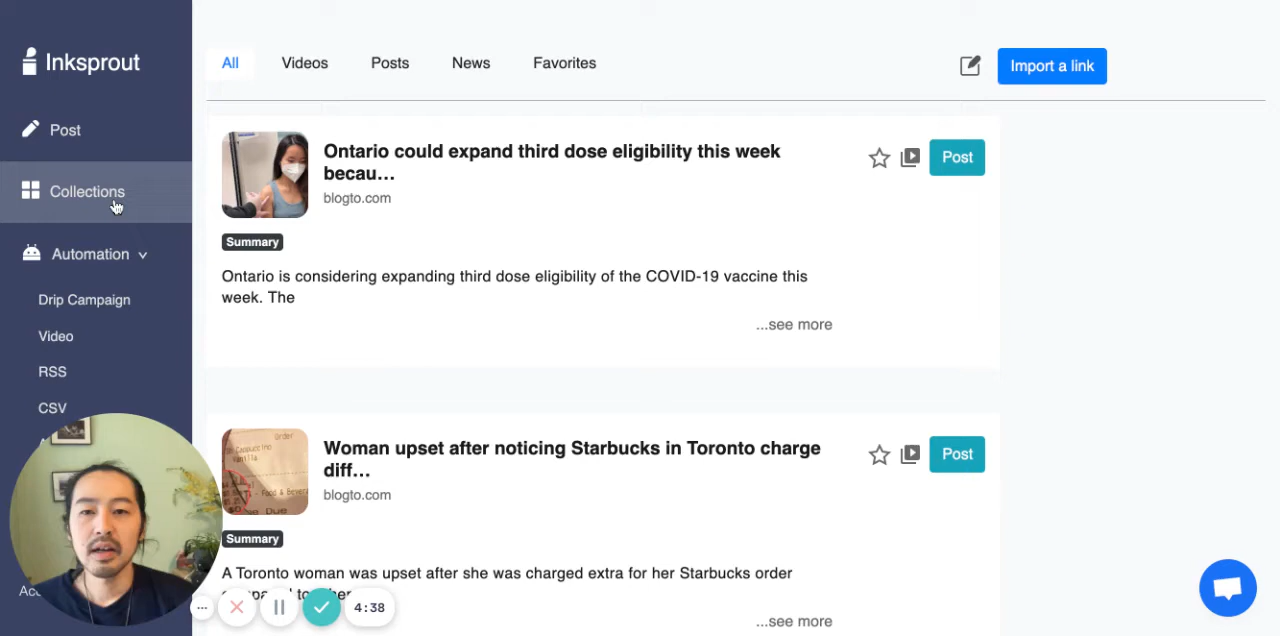 Inksprout
Post
Collections
Automation
Drip Campaign
Video
RSS
CSV
All
Videos
Posts
News
Favorites
Import a link
Ontario could expand third dose eligibility this week
becau...
blogto.com
Post
Summary
Ontario is considering expanding third dose eligibility of the COVID-19 vaccine this
week. The
...see more
Order
Woman upset after noticing Starbucks in Toronto charge
diff...
blogto.com
Post
Summary
A Toronto woman was upset after she was charged extra for her Starbucks order
...see more
4:38